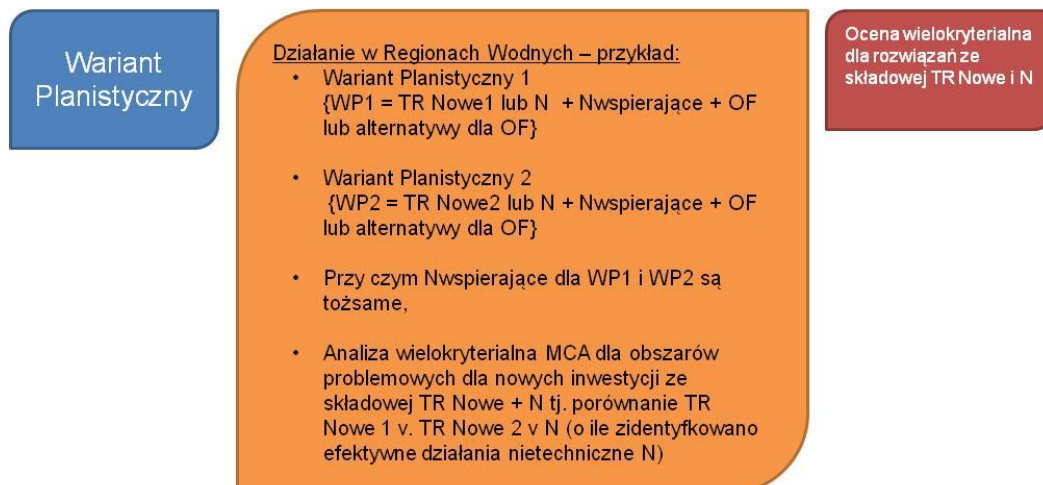 Wariant
Planistyczny
Działanie w Regionach Wodnych – przykład:
• Wariant Planistyczny 1
{WP1 = TR Nowe1 lub N + Nwspierające + OF
lub alternatywy dla OF}
• Wariant Planistyczny 2
{WP2 = TR Nowe2 lub N + Nwspierające + OF
lub alternatywy dla OF}
• Przy czym Nwspierające dla WP1 i WP2 są
tożsame,
• Analiza wielokryterialna MCA dla obszarów
problemowych dla nowych inwestycji ze
składowej TR Nowe + N tj. porównanie TR
Nowe 1 v. TR Nowe 2 v N (o ile zidentyfkowano
efektywne działania nietechniczne N)
Ocena wielokryterialna
dla rozwiązań ze
składowej TR Nowe i N